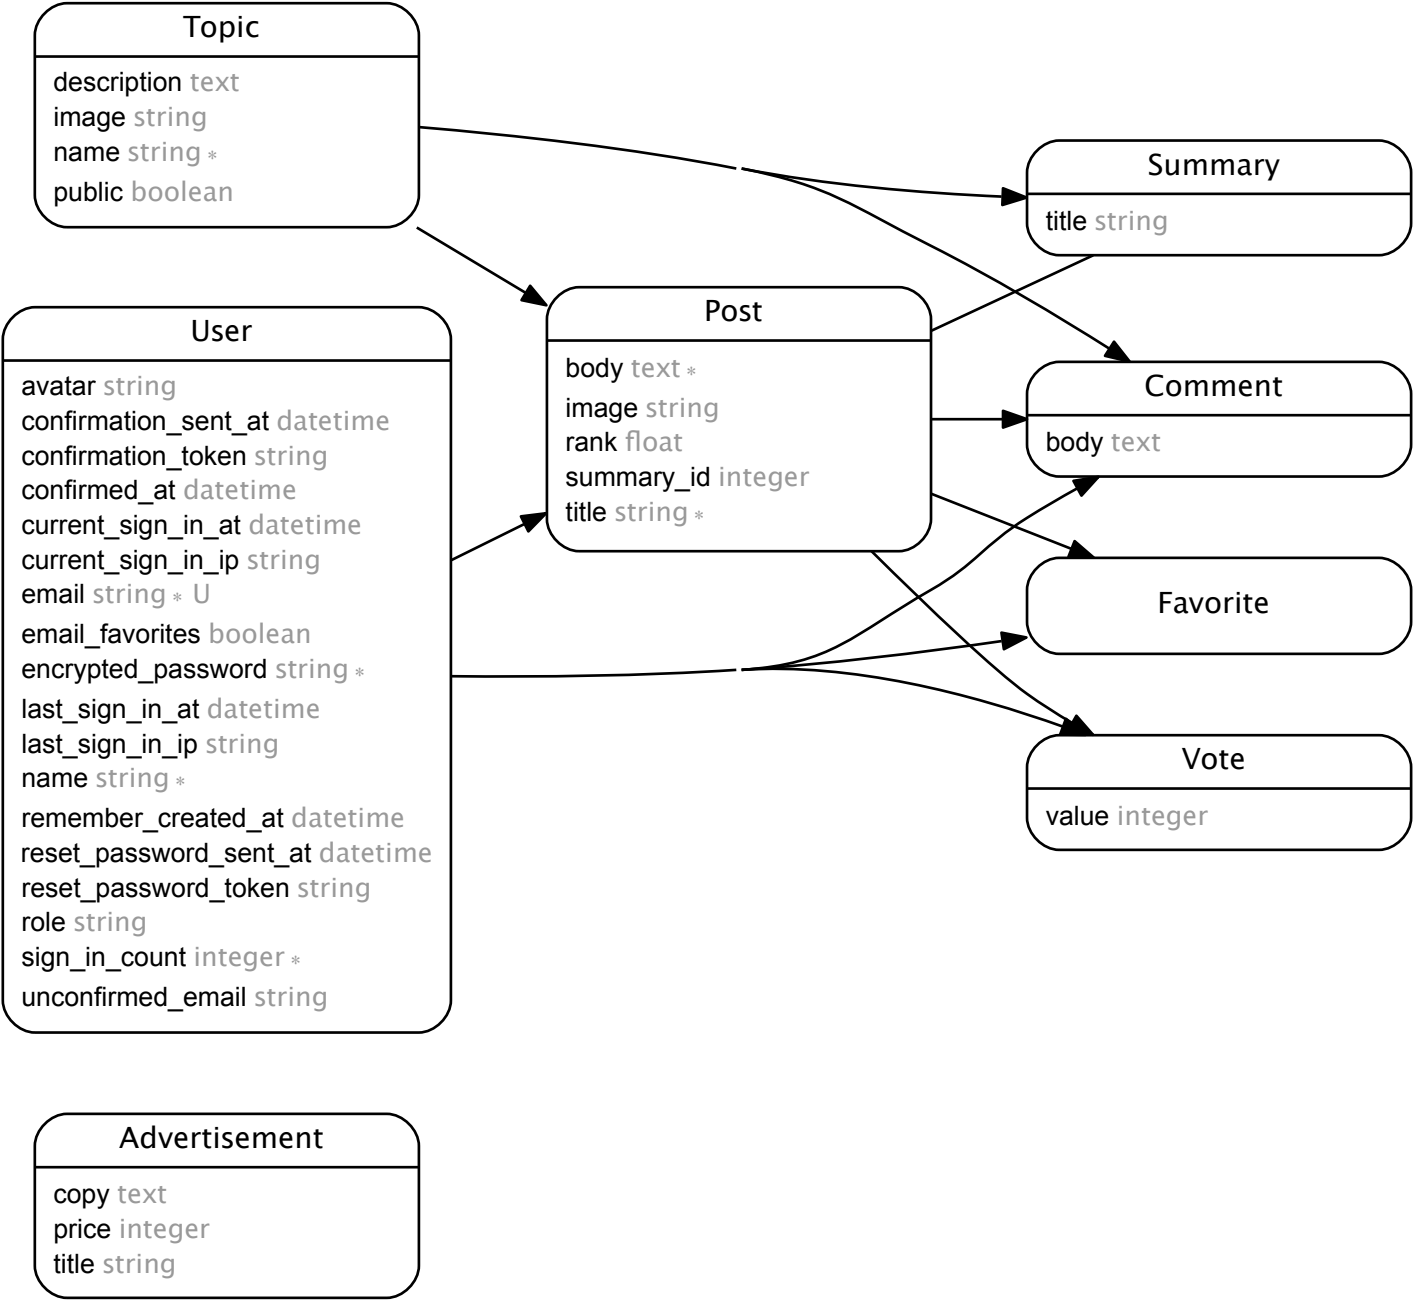 Topic
description text
image string
name string *
public boolean
User
avatar string
confirmation_sent_at datetime
confirmation_token string
confirmed_at datetime
current_sign_in_at datetime
current_sign_in_ip string
email string * U
email_favorites boolean
encrypted_password string *
last_sign_in_at datetime
last_sign_in_ip string
name string *
remember_created_at datetime
reset_password_sent_at datetime
reset_password_token string
role string
sign_in_count integer *
unconfirmed_email string
Advertisement
copy text
price integer
title string
Post
body text *
image string
rank float
summary_id integer
title string *
Summary
title string
Comment
body text
Favorite
Vote
value integer